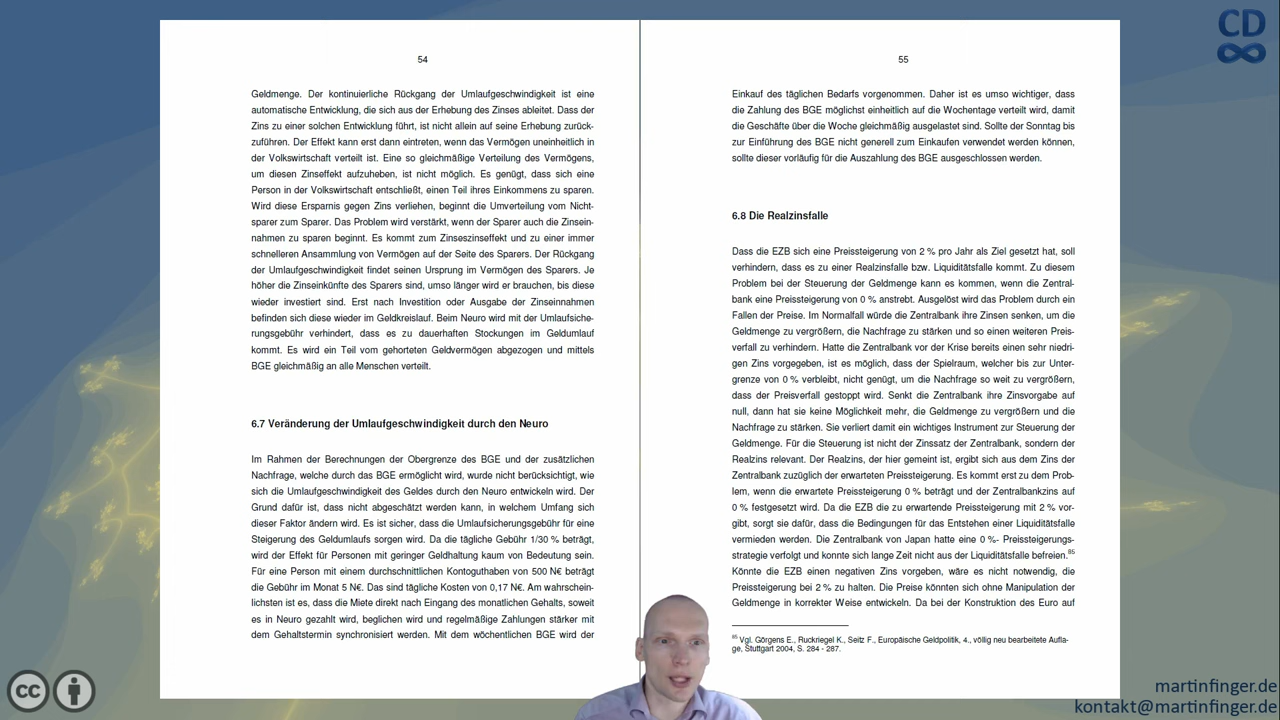 CD
54
Geldmenge. Der kontinuierliche Rückgang der Umlaufgeschwindigkeit ist eine
automatische Entwicklung, die sich aus der Erhebung des Zinses ableitet. Dass der
Zins zu einer solchen Entwicklung führt, ist nicht allein auf seine Erhebung zurück-
zuführen. Der Effekt kann erst dann eintreten, wenn das Vermögen uneinheitlich in
der Volkswirtschaft verteilt ist. Eine so gleichmäßige Verteilung des Vermögens,
um diesen Zinseffekt aufzuheben, ist nicht möglich. Es genügt, dass sich eine
Person in der Volkswirtschaft entschließt, einen Teil ihres Einkommens zu sparen.
Wird diese Ersparnis gegen Zins verliehen, beginnt die Umverteilung vom Nicht-
sparer zum Sparer. Das Problem wird verstärkt, wenn der Sparer auch die Zinsein-
nahmen zu sparen beginnt. Es kommt zum Zinseszinseffekt und zu einer immer
schnelleren Ansammlung von Vermögen auf der Seite des Sparers. Der Rückgang
der Umlaufgeschwindigkeit findet seinen Ursprung im Vermögen des Sparers. Je
höher die Zinseinkünfte des Sparers sind, umso länger wird er brauchen, bis diese
wieder investiert sind. Erst nach Investition oder Ausgabe der Zinseinnahmen
befinden sich diese wieder im Geldkreislauf. Beim Neuro wird mit der Umlaufsiche-
rungsgebühr verhindert, dass es zu dauerhaften Stockungen im Geldumlauf
kommt. Es wird ein Teil vom gehorteten Geldvermögen abgezogen und mittels
BGE gleichmäßig an alle Menschen verteilt.
6.7 Veränderung der Umlaufgeschwindigkeit durch den Neuro
Im Rahmen der Berechnungen der Obergrenze des BGE und der zusätzlichen
Nachfrage, welche durch das BGE ermöglicht wird, wurde nicht berücksichtigt, wie
sich die Umlaufgeschwindigkeit des Geldes durch den Neuro entwickeln wird. Der
Grund dafür ist, dass nicht abgeschätzt werden kann, in welchem Umfang sich
dieser Faktor ändern wird. Es ist sicher, dass die Umlaufsicherungsgebühr für eine
Steigerung des Geldumlaufs sorgen wird. Da die tägliche Gebühr 1/30 % beträgt,
wird der Effekt für Personen mit geringer Geldhaltung kaum von Bedeutung sein.
Für eine Person mit einem durchschnittlichen Kontoguthaben von 500 N€ beträgt
die Gebühr im Monat 5 N€. Das sind tägliche Kosten von 0,17 N€. Am wahrschein-
lichsten ist es, dass die Miete direkt nach Eingang des monatlichen Gehalts, soweit
es in Neuro gezahlt wird, beglichen wird und regelmäßige Zahlungen stärker mit
dem Gehaltstermin synchronisiert werden. Mit dem wöchentlichen BGE wird der
55
Einkauf des täglichen Bedarfs vorgenommen. Daher ist es umso wichtiger, dass
die Zahlung des BGE möglichst einheitlich auf die Wochentage verteilt wird, damit
die Geschäfte über die Woche gleichmäßig ausgelastet sind. Sollte der Sonntag bis
zur Einführung des BGE nicht generell zum Einkaufen verwendet werden können,
sollte dieser vorläufig für die Auszahlung des BGE ausgeschlossen werden.
6.8 Die Realzinsfalle
Dass die EZB sich eine Preissteigerung von 2 % pro Jahr als Ziel gesetzt hat, soll
verhindern, dass es zu einer Realzinsfalle bzw. Liquiditätsfalle kommt. Zu diesem
Problem bei der Steuerung der Geldmenge kann es kommen, wenn die Zentral-
bank eine Preissteigerung von 0 % anstrebt. Ausgelöst wird das Problem durch ein
Fallen der Preise. Im Normalfall würde die Zentralbank ihre Zinsen senken, um die
Geldmenge zu vergrößern, die Nachfrage zu stärken und so einen weiteren Preis-
verfall zu verhindern. Hatte die Zentralbank vor der Krise bereits einen sehr niedri-
gen Zins vorgegeben, ist es möglich, dass der Spielraum, welcher bis zur Unter-
grenze von 0 % verbleibt, nicht genügt, um die Nachfrage so weit zu vergrößern,
dass der Preisverfall gestoppt wird. Senkt die Zentralbank ihre Zinsvorgabe auf
null, dann hat sie keine Möglichkeit mehr, die Geldmenge zu vergrößern und die
Nachfrage zu stärken. Sie verliert damit ein wichtiges Instrument zur Steuerung der
Geldmenge. Für die Steuerung ist nicht der Zinssatz der Zentralbank, sondern der
Realzins relevant. Der Realzins, der hier gemeint ist, ergibt sich aus dem Zins der
Zentralbank zuzüglich der erwarteten Preissteigerung. Es kommt erst zu dem Prob-
lem, wenn die erwartete Preissteigerung 0 % beträgt und der Zentralbankzins auf
0 % festgesetzt wird. Da die EZB die zu erwartende Preissteigerung mit 2 % vor-
gibt, sorgt sie dafür, dass die Bedingungen für das Entstehen einer Liquiditätsfalle
vermieden werden. Die Zentralbank von Japan hatte eine 0 %- Preissteigerungs-
strategie verfolgt und konnte sich lange Zeit nicht aus der Liquiditätsfalle befreien.85
Könnte die EZB einen negativen Zins vorgeben, wäre es nicht notwendig, die
Preissteigerung bei 2 % zu halten. Die Preise könnten sich ohne Manipulation der
Geldmenge in korrekter Weise entwickeln. Da bei der Konstruktion des Euro auf
85 Vgl. Görgens E., Ruckriegel K., Seitz F., Europäische Geldpolitik, 4., völlig neu bearbeitete Aufla-
ge, Stuttgart 2004, S. 284 - 287.
cc
martinfinger.de
kontakt@martinfinger.de